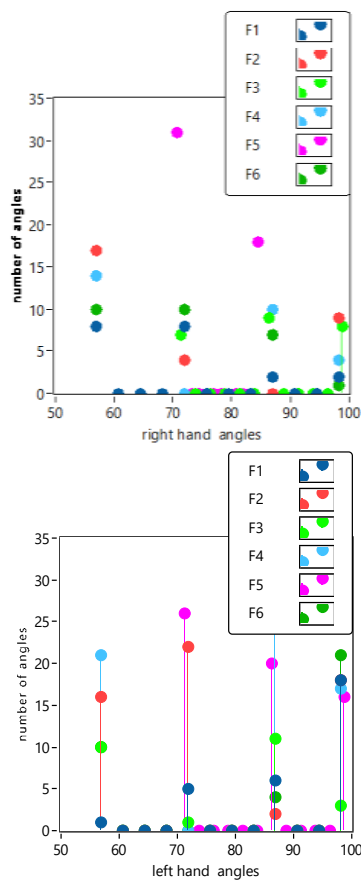 F1
F2
F3
F4
F5
F6
35
30
25
20
15
10
5
0
number of angles
50 60 70 80 90 100
right hand angles
F1
F2
F3
F4
F5
F6
35
30
25
20
15
10
5
0
number of angles
50 60 70 80 90 100
left hand angles